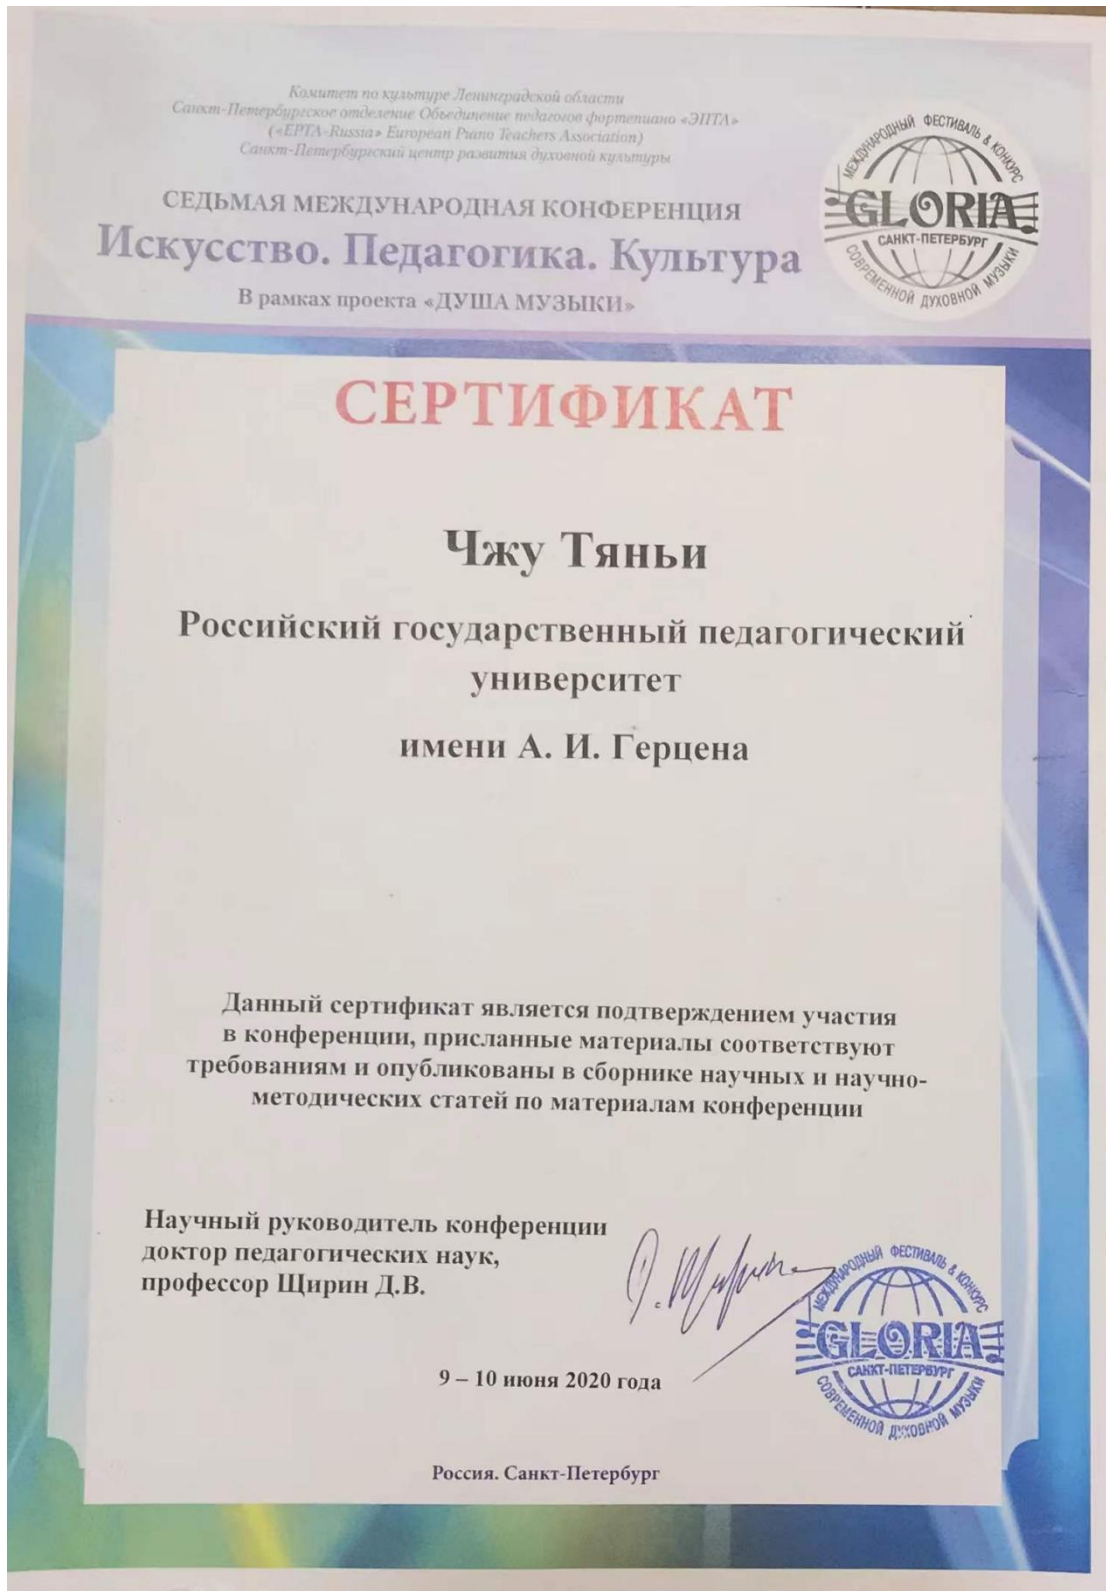 Комитет по культуре Ленинградской области
Санкт-Петербургское отделение Объединение педагогов фортепиано «ЭПТА»
(«EPTA-Russia» European Piano Teachers Association)
Санкт-Петербургский центр развития духовной культуры
МЕЖДУНАРОДНЫЙ ФЕСТИВАЛЬ & КОНКУРС
GLORIA
САНКТ-ПЕТЕРБУРГ
СОВРЕМЕННОЙ ДУХОВНОЙ МУЗЫКИ
СЕДЬМАЯ МЕЖДУНАРОДНАЯ КОНФЕРЕНЦИЯ
Искусство. Педагогика. Культура
В рамках проекта «ДУША МУЗЫКИ»
СЕРТИФИКАТ
Чжу Тяньи
Российский государственный педагогический
университет
имени А. И. Герцена
Данный сертификат является подтверждением участия
в конференции, присланные материалы соответствуют
требованиям и опубликованы в сборнике научных и научно-
методических статей по материалам конференции
Научный руководитель конференции
доктор педагогических наук,
профессор Щирин Д.В.
МЕЖДУНАРОДНЫЙ ФЕСТИВАЛЬ & КОНКУРС
GLORIA
САНКТ-ПЕТЕРБУРГ
СОВРЕМЕННОЙ ДУХОВНОЙ МУЗЫКИ
9 – 10 июня 2020 года
Россия. Санкт-Петербург